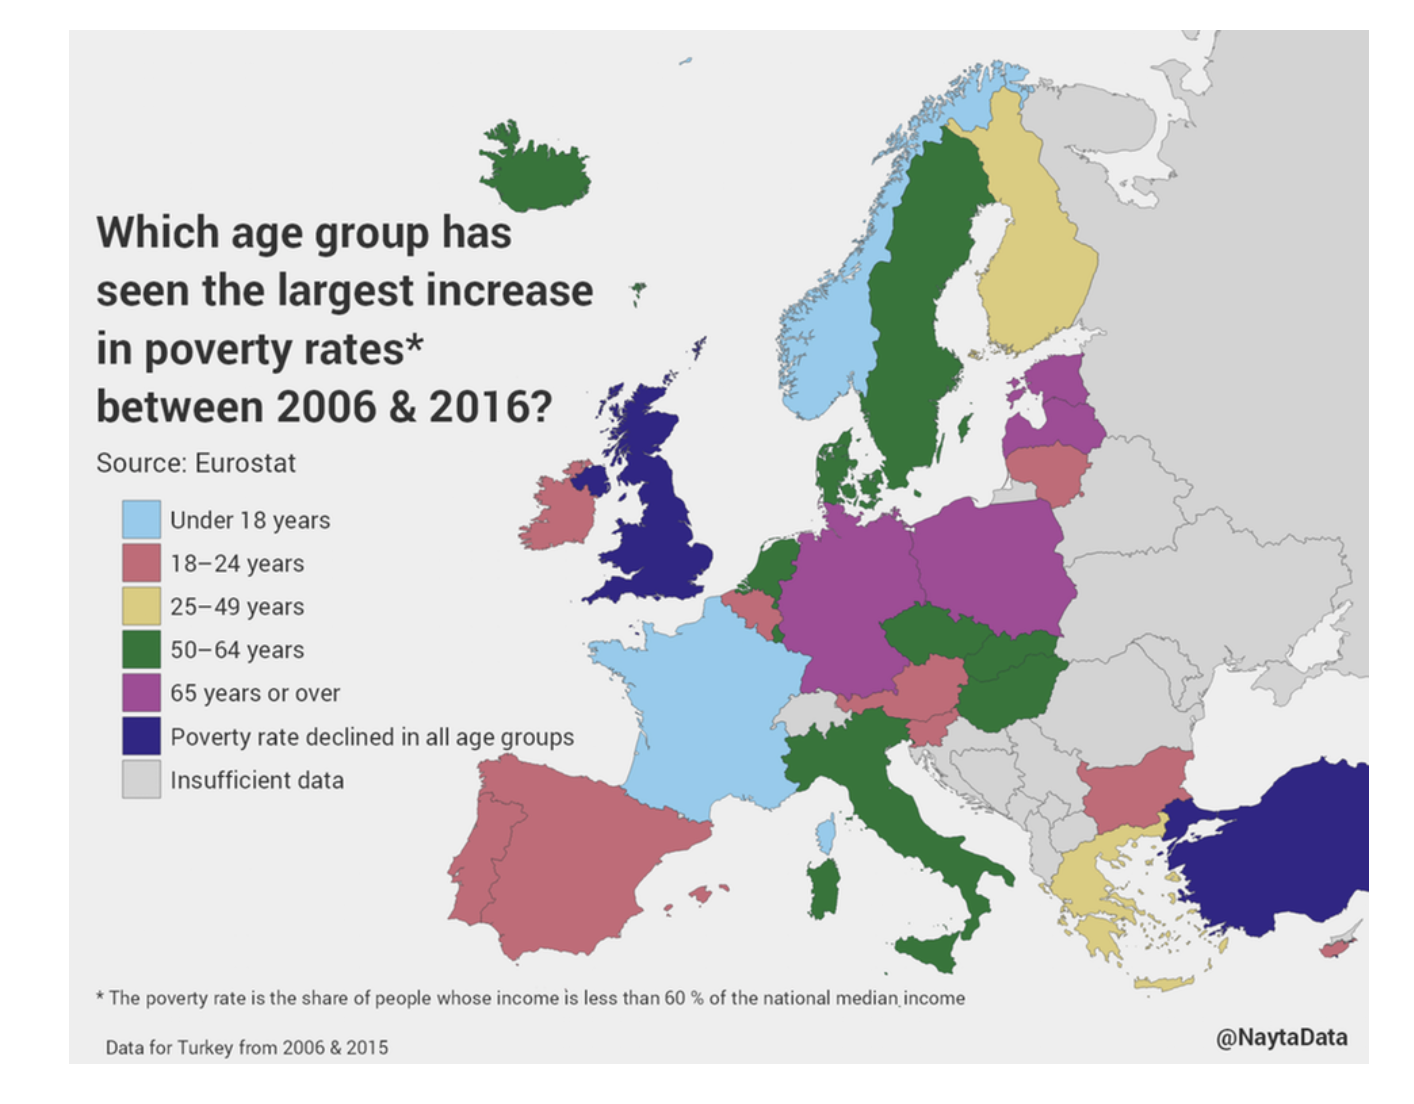 Which age group has
seen the largest increase
in poverty rates*
between 2006 & 2016?
Source: Eurostat
Under 18 years
18–24 years
25–49 years
50–64 years
65 years or over
Poverty rate declined in all age groups
Insufficient data
* The poverty rate is the share of people whose income is less than 60 % of the national median income
Data for Turkey from 2006 & 2015
@NaytaData